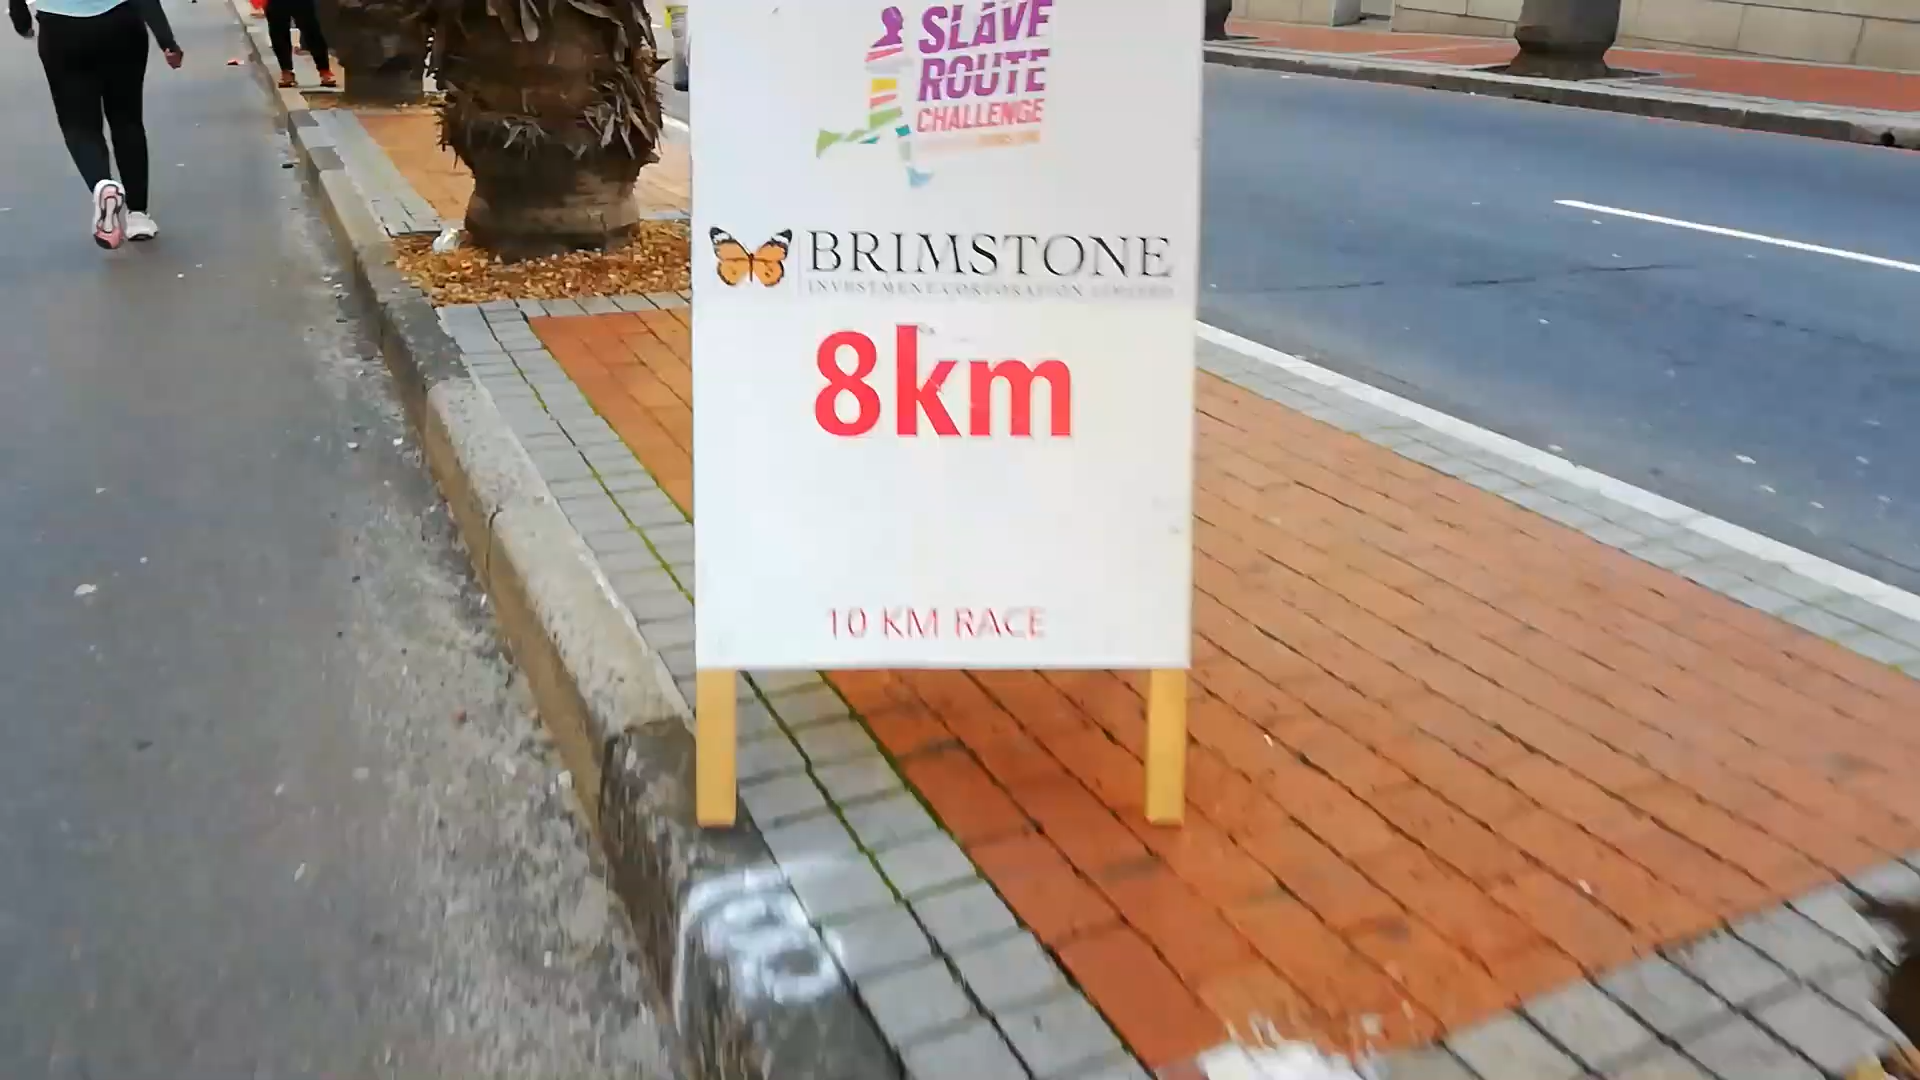 SLAVE
ROUTE
CHALLENGE
BRIMSTONE
INVESTMENT CORPORATION LIMITED
8km
10 KM RACE